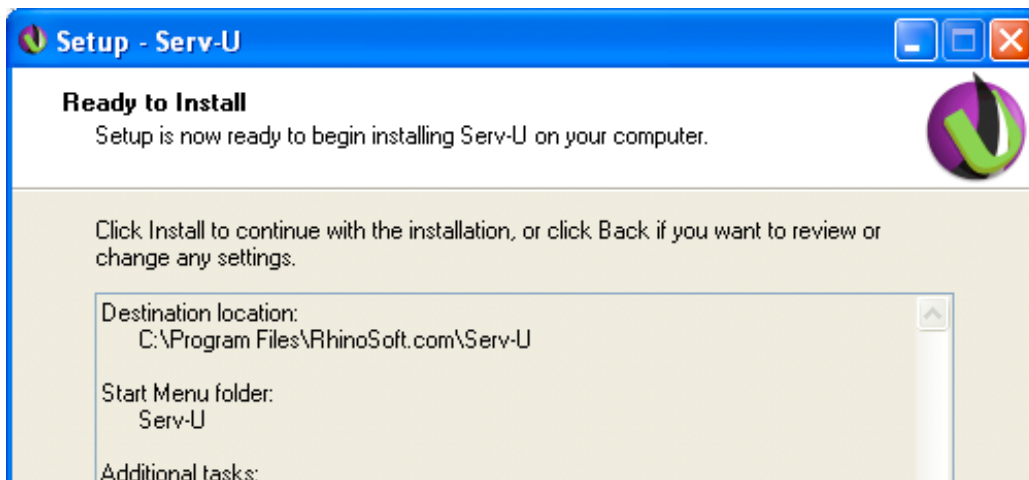 Setup - Serv-U
Ready to Install
Setup is now ready to begin installing Serv-U on your computer.
Click Install to continue with the installation, or click Back if you want to review or
change any settings.
Destination location:
C:\Program Files\RhinoSoft.com\Serv-U
Start Menu folder:
Serv-U
Additional tasks: